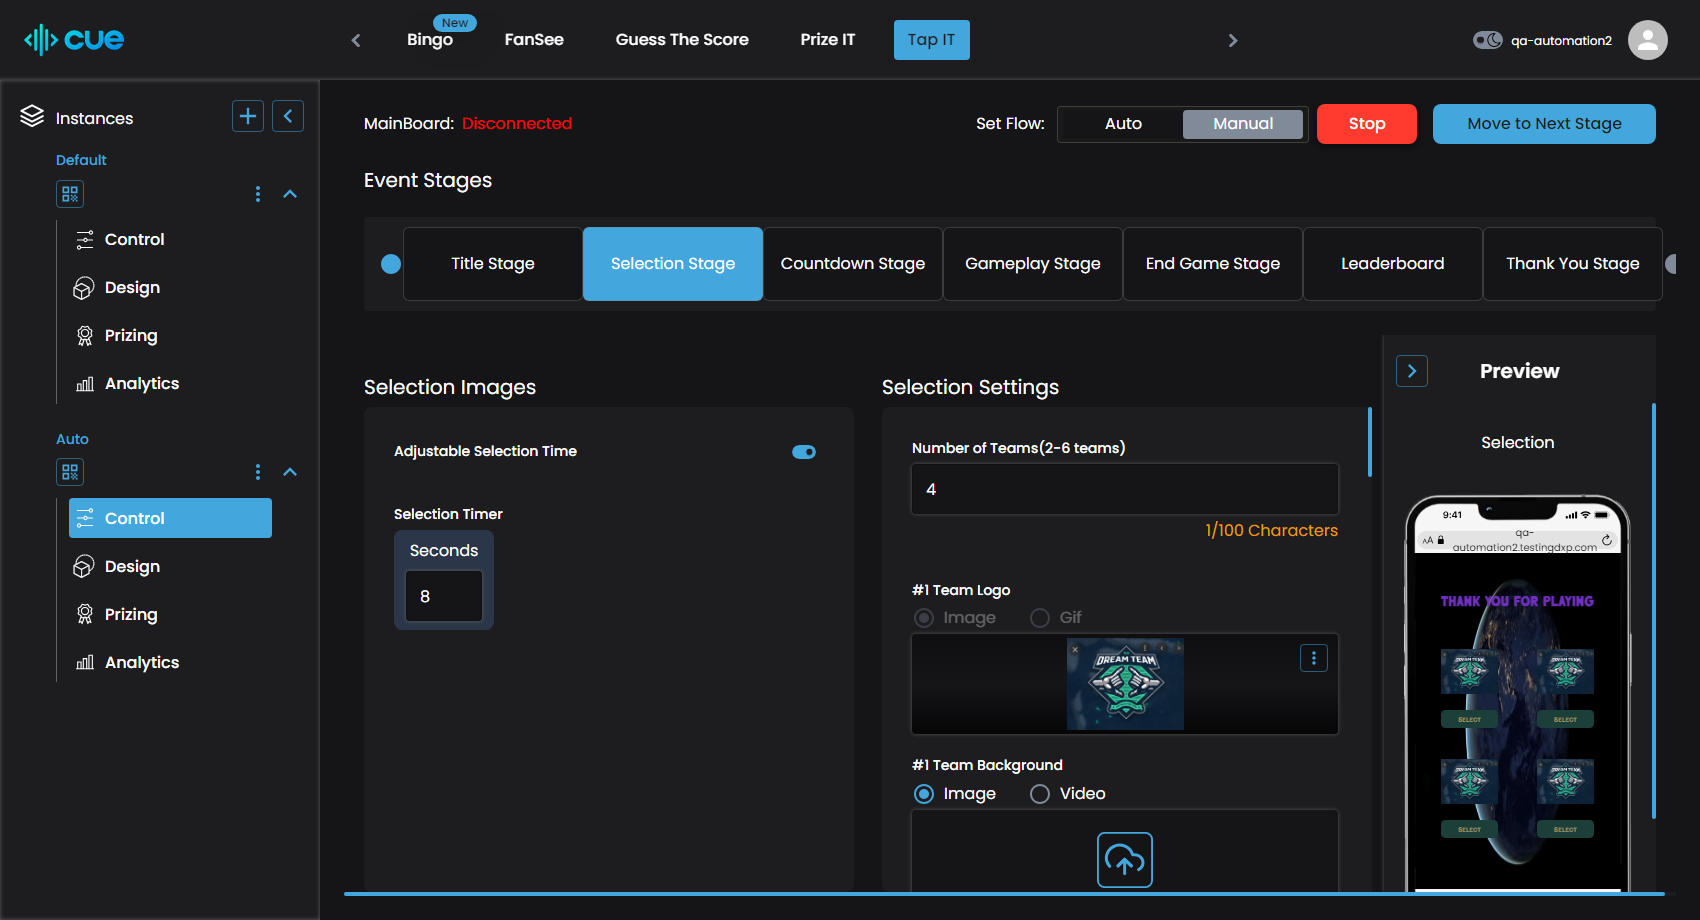 cue
New
Bingo
FanSee
Guess The Score
Prize IT
Tap IT
qa-automation2
Instances
Default
Control
Design
Prizing
Analytics
Auto
Control
Design
Prizing
Analytics
MainBoard: Disconnected
Set Flow:
Auto
Manual
Stop
Move to Next Stage
Event Stages
Title Stage
Selection Stage
Countdown Stage
Gameplay Stage
End Game Stage
Leaderboard
Thank You Stage
Selection Images
Adjustable Selection Time
Selection Timer
Seconds
8
Selection Settings
Number of Teams(2-6 teams)
4
1/100 Characters
#1 Team Logo
Image
Gif
DREAM TEAM
#1 Team Background
Image
Video
Preview
Selection
9:41
AA
qa-
automation2.testingdxp.com
THANK YOU FOR PLAYING
DREAM TEAM
DREAM TEAM
SELECT
SELECT
DREAM TEAM
DREAM TEAM
SELECT
SELECT